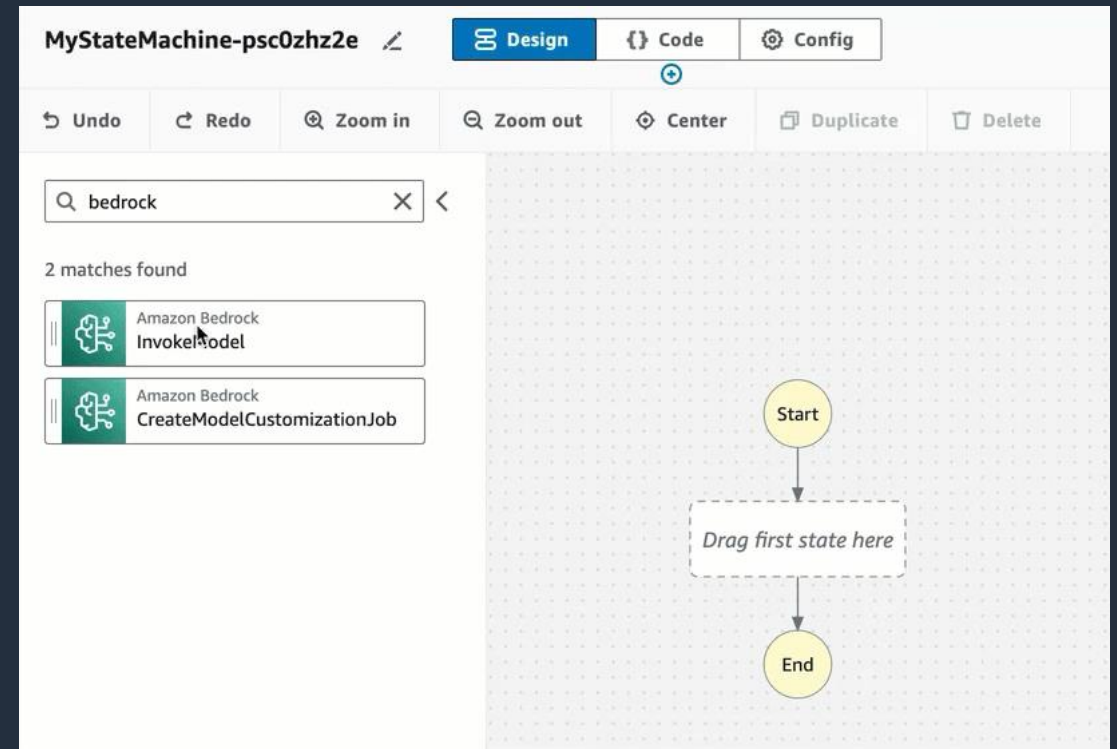 MyStateMachine-psc0zhz2e
Design
{} Code
Config
Undo
Redo
Zoom in
Zoom out
Center
Duplicate
Delete
bedrock
2 matches found
Amazon Bedrock
InvokeModel
Amazon Bedrock
CreateModelCustomizationJob
Start
Drag first state here
End